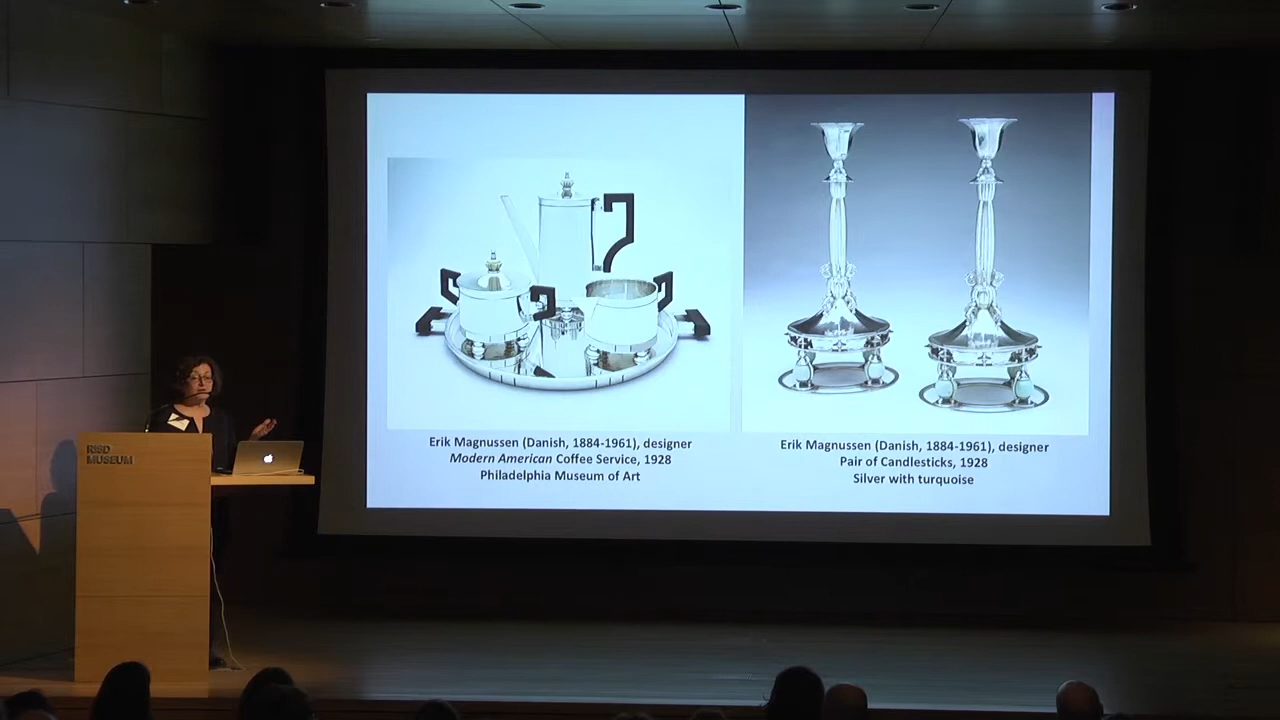 RISD
MUSEUM
Erik Magnussen (Danish, 1884-1961), designer
Modern American Coffee Service, 1928
Philadelphia Museum of Art
Erik Magnussen (Danish, 1884-1961), designer
Pair of Candlesticks, 1928
Silver with turquoise